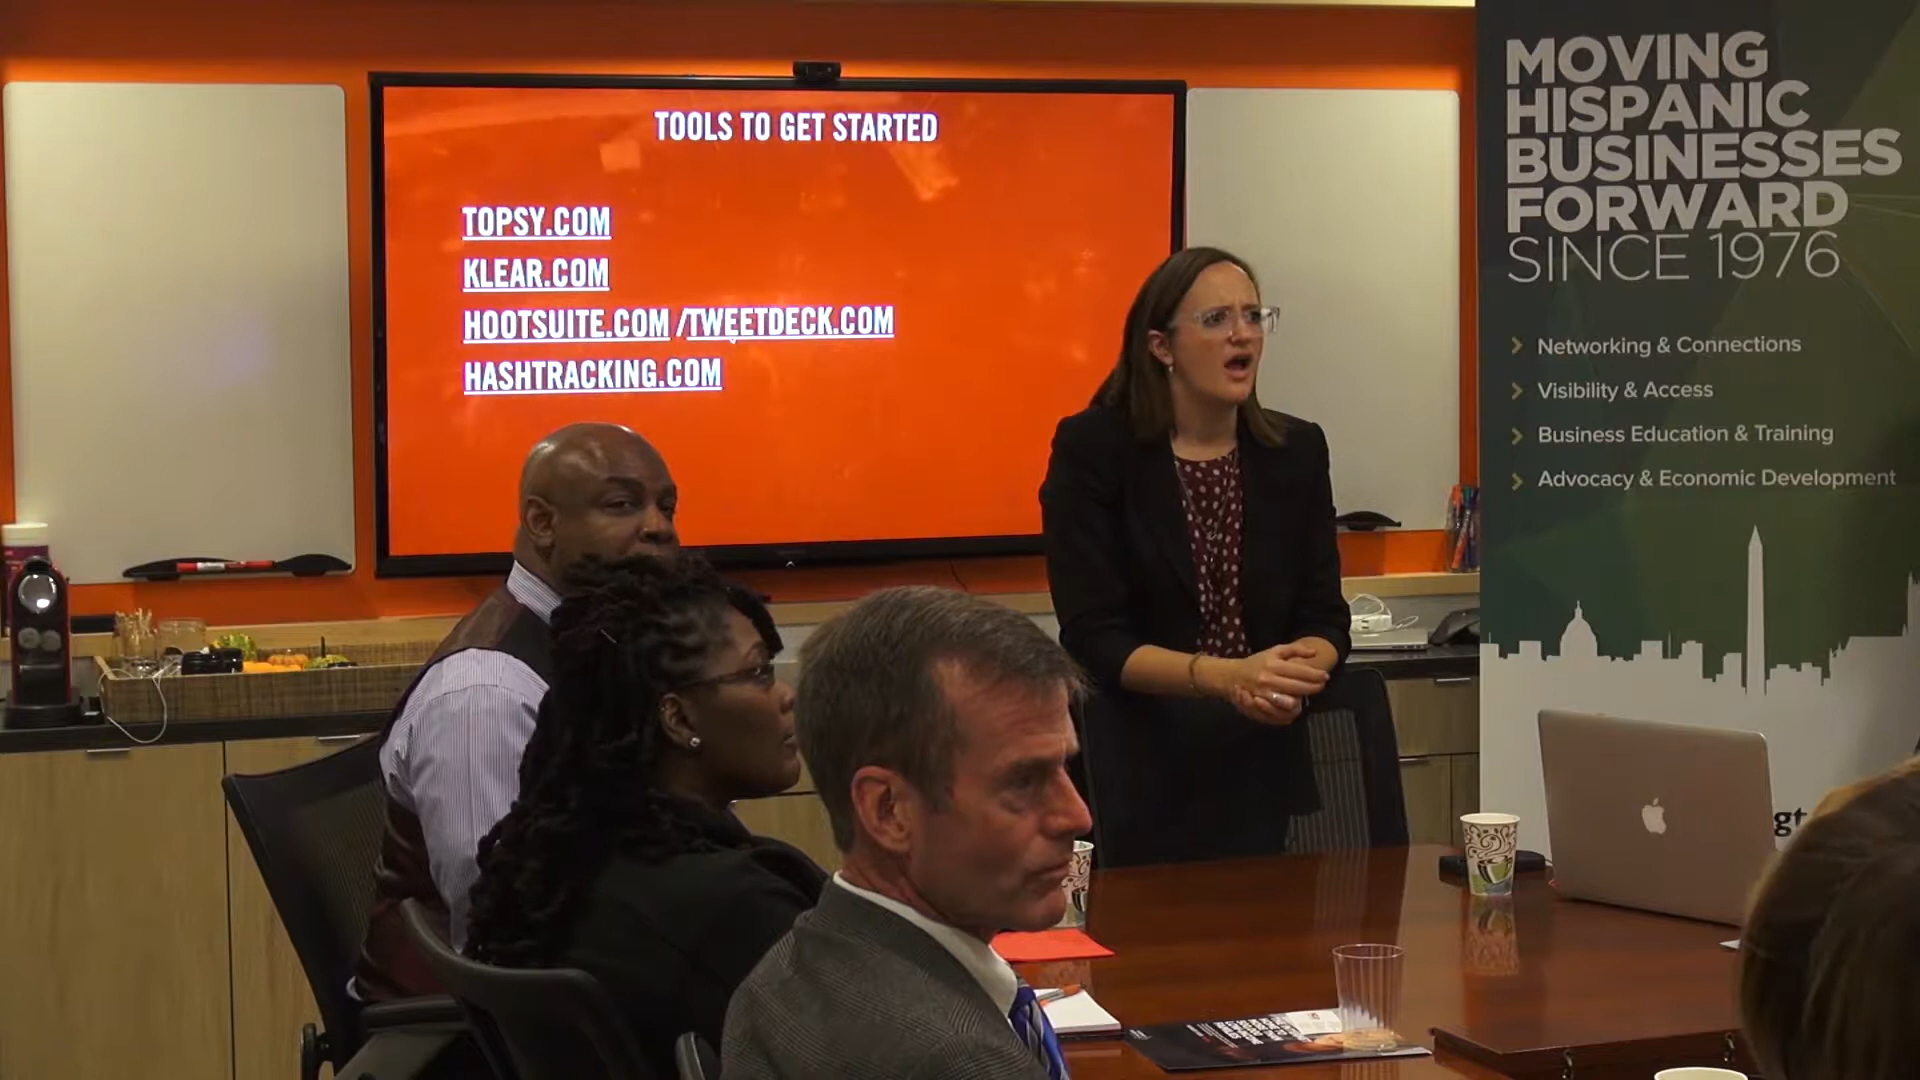 TOOLS TO GET STARTED
TOPSY.COM
KLEAR.COM
HOOTSUITE.COM /TWEETDECK.COM
HASHTRACKING.COM
MOVING
HISPANIC
BUSINESSES
FORWARD
SINCE 1976
Networking & Connections
Visibility & Access
Business Education & Training
Advocacy & Economic Development
gt